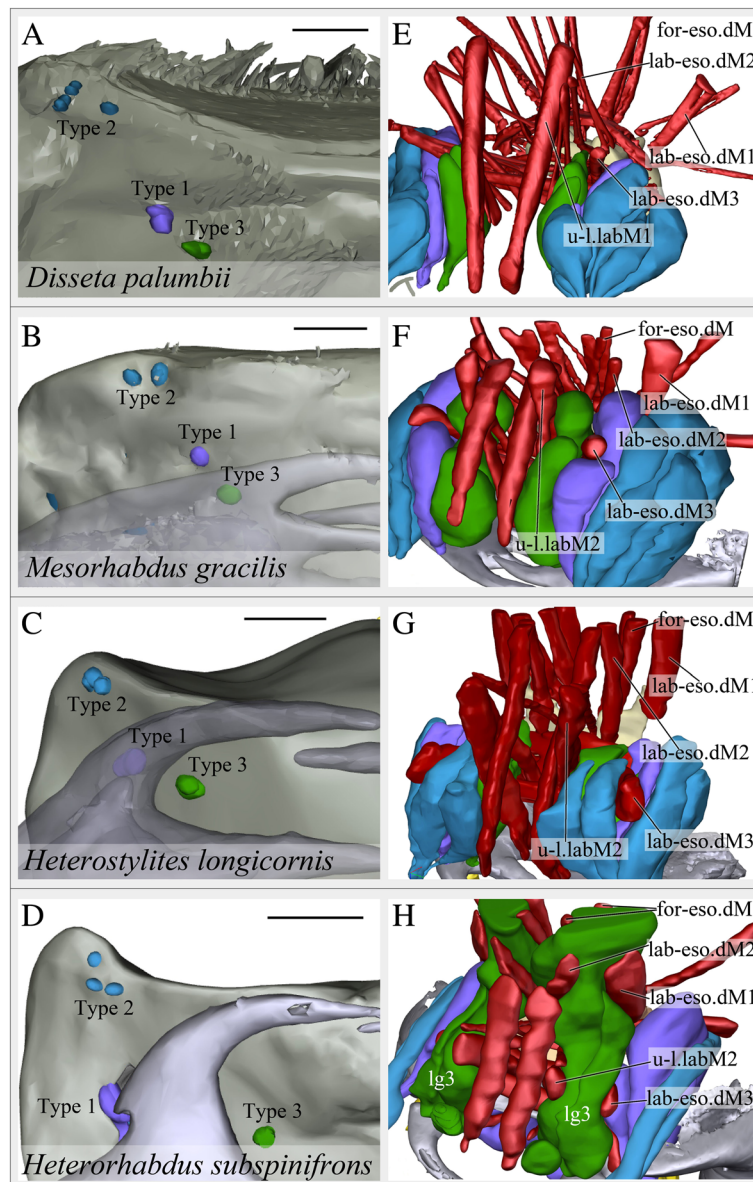 A
Type 2
Type 1
Type 3
Disseta palumbii
E
for-eso.dM
lab-eso.dM2
lab-eso.dM1
lab-eso.dM3
u-l.labM1
B
Type 2
Type 1
Type 3
Mesorhabdus gracilis
F
for-eso.dM
lab-eso.dM1
lab-eso.dM2
lab-eso.dM3
u-l.labM2
C
Type 2
Type 1
Type 3
Heterostylites longicornis
G
for-eso.dM
lab-eso.dM1
lab-eso.dM2
lab-eso.dM3
u-l.labM2
D
Type 2
Type 1
Type 3
Heterorhabdus subspinifrons
H
for-eso.dM
lab-eso.dM2
lab-eso.dM1
u-l.labM2
lab-eso.dM3
lg3
lg3